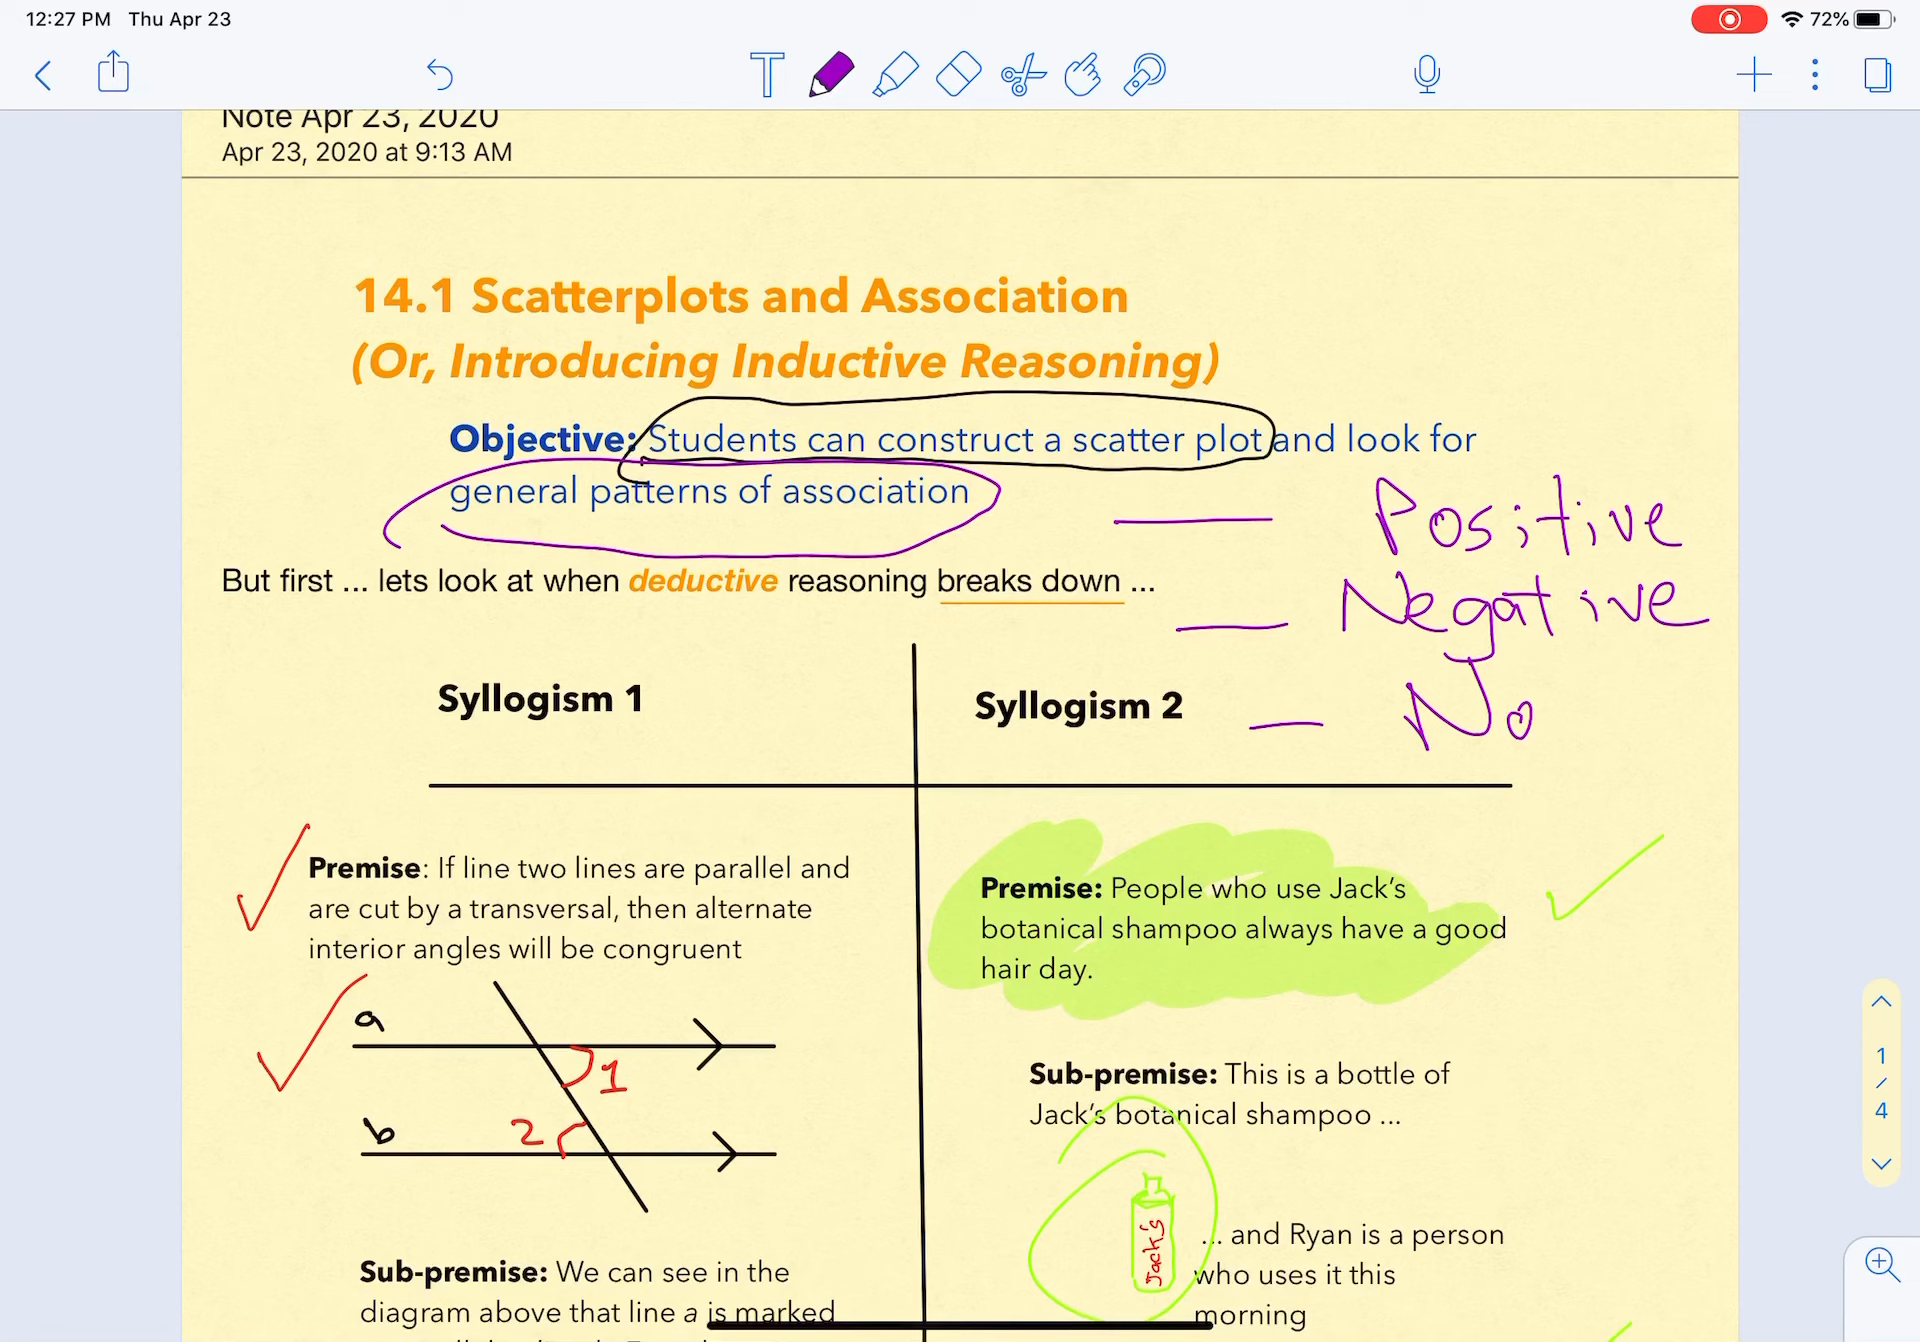 12:27 PM Thu Apr 23
72%
Note Apr 23, 2020
Apr 23, 2020 at 9:13 AM
14.1 Scatterplots and Association
(Or, Introducing Inductive Reasoning)
Objective: Students can construct a scatter plot and look for
general patterns of association
Positive
But first ... lets look at when deductive reasoning breaks down ...
Negative
No
Syllogism 1
Syllogism 2
Premise: If line two lines are parallel and
are cut by a transversal, then alternate
interior angles will be congruent
a
1
b
2
Sub-premise: We can see in the
diagram above that line a is marked
Premise: People who use Jack's
botanical shampoo always have a good
hair day.
Sub-premise: This is a bottle of
Jack's botanical shampoo ...
Jack's
... and Ryan is a person
who uses it this
morning
1
/
4